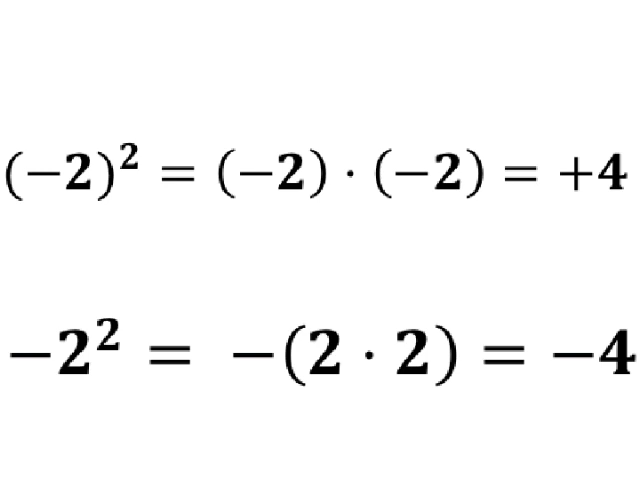 (−2)² = (−2) · (−2) = +4
−2² = −(2 · 2) = −4